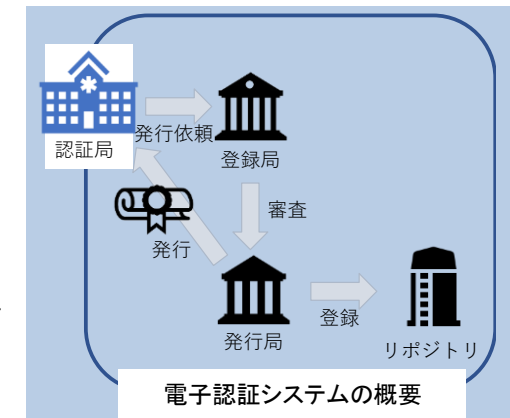 認証局
発行依頼
登録局
審査
発行
発行局
登録
リポジトリ
電子認証システムの概要